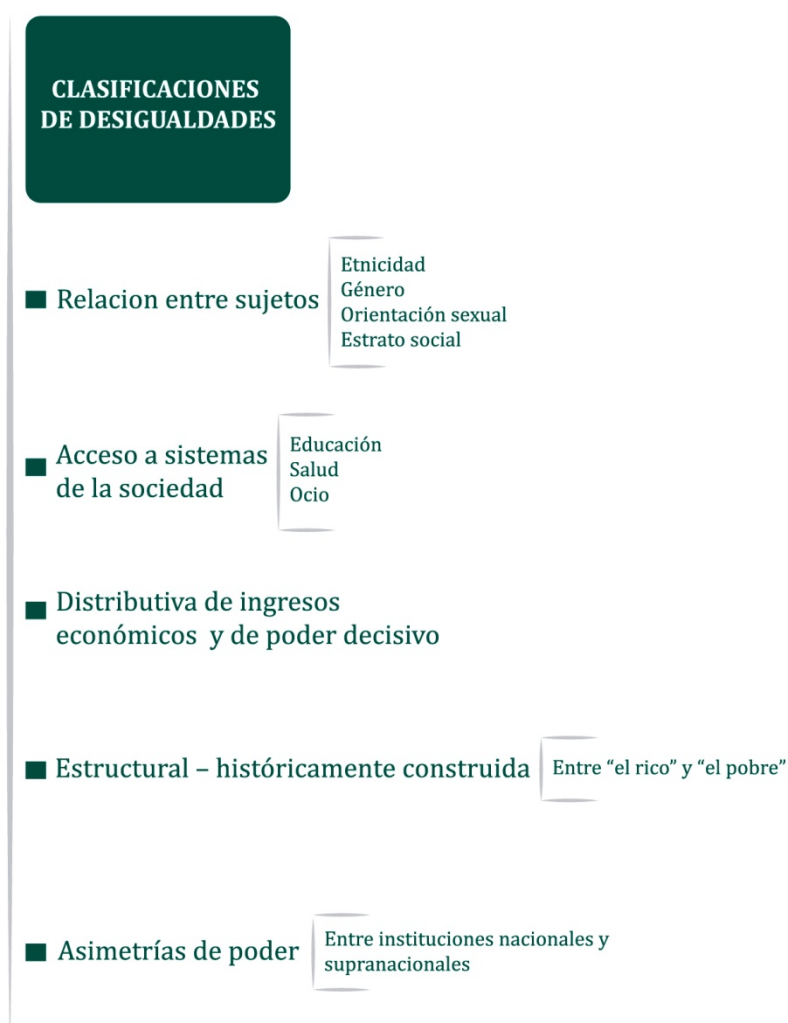 CLASIFICACIONES
DE DESIGUALDADES
Relacion entre sujetos
Etnicidad
Género
Orientación sexual
Estrato social
Acceso a sistemas
de la sociedad
Educación
Salud
Ocio
Distributiva de ingresos
económicos y de poder decisivo
Estructural – históricamente construida
Entre “el rico” y “el pobre”
Asimetrías de poder
Entre instituciones nacionales y
supranacionales